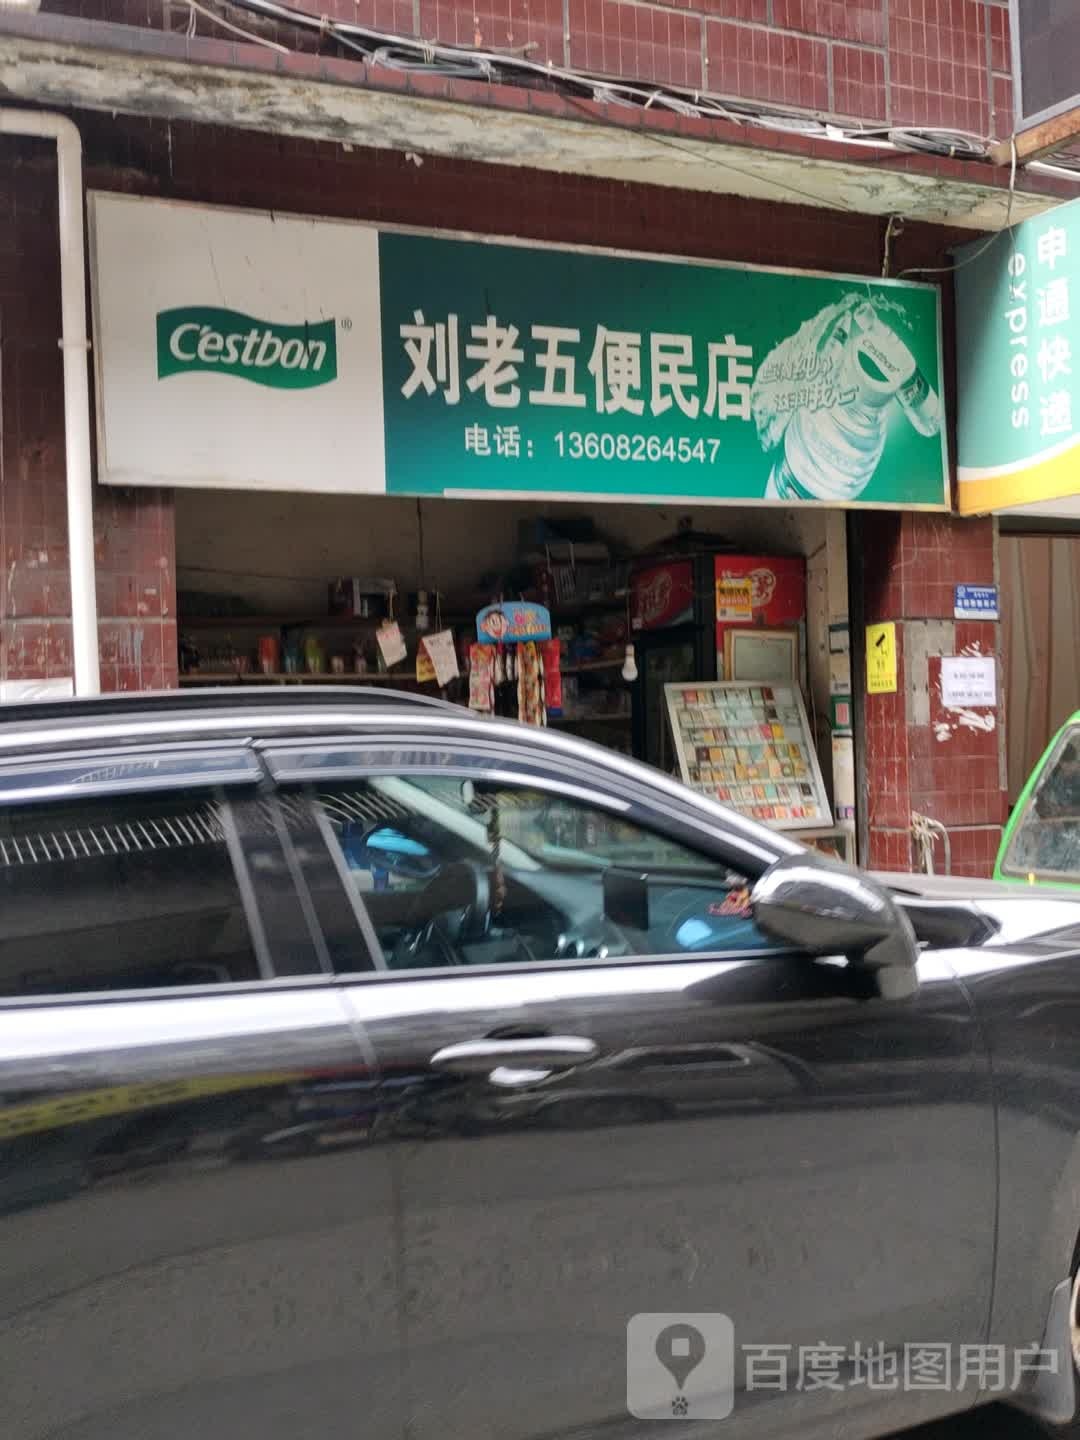 C'estbon®
刘老五便民店
电话：13608264547
C'estbon
申通快递
express
百度地图用户